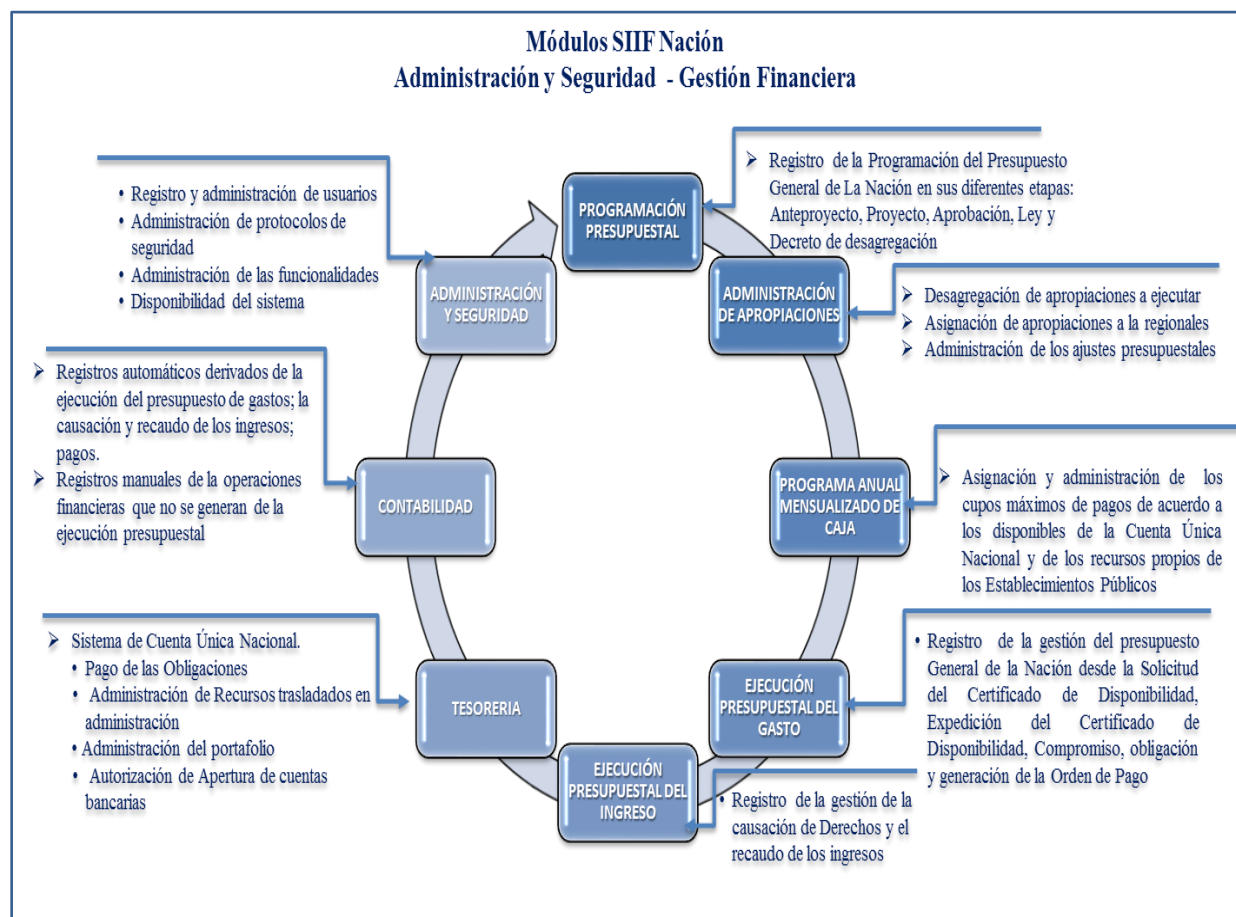 Módulos SIIF Nación
Administración y Seguridad - Gestión Financiera
PROGRAMACIÓN
PRESUPUESTAL
➢ Registro de la Programación del Presupuesto
General de La Nación en sus diferentes etapas:
Anteproyecto, Proyecto, Aprobación, Ley y
Decreto de desagregación
ADMINISTRACIÓN
DE APROPIACIONES
➢ Desagregación de apropiaciones a ejecutar
➢ Asignación de apropiaciones a la regionales
➢ Administración de los ajustes presupuestales
PROGRAMA ANUAL
MENSUALIZADO DE
CAJA
➢ Asignación y administración de los
cupos máximos de pagos de acuerdo a
los disponibles de la Cuenta Única
Nacional y de los recursos propios de
los Establecimientos Públicos
EJECUCIÓN
PRESUPUESTAL DEL
GASTO
• Registro de la gestión del presupuesto
General de la Nación desde la Solicitud
del Certificado de Disponibilidad,
Expedición del Certificado de
Disponibilidad, Compromiso, obligación
y generación de la Orden de Pago
EJECUCIÓN
PRESUPUESTAL DEL
INGRESO
• Registro de la gestión de la
causación de Derechos y el
recaudo de los ingresos
TESORERIA
➢ Sistema de Cuenta Única Nacional.
• Pago de las Obligaciones
• Administración de Recursos trasladados en
administración
• Administración del portafolio
• Autorización de Apertura de cuentas
bancarias
CONTABILIDAD
➢ Registros automáticos derivados de la
ejecución del presupuesto de gastos; la
causación y recaudo de los ingresos;
pagos.
➢ Registros manuales de la operaciones
financieras que no se generan de la
ejecución presupuestal
ADMINISTRACIÓN
Y SEGURIDAD
• Registro y administración de usuarios
• Administración de protocolos de
seguridad
• Administración de las funcionalidades
• Disponibilidad del sistema